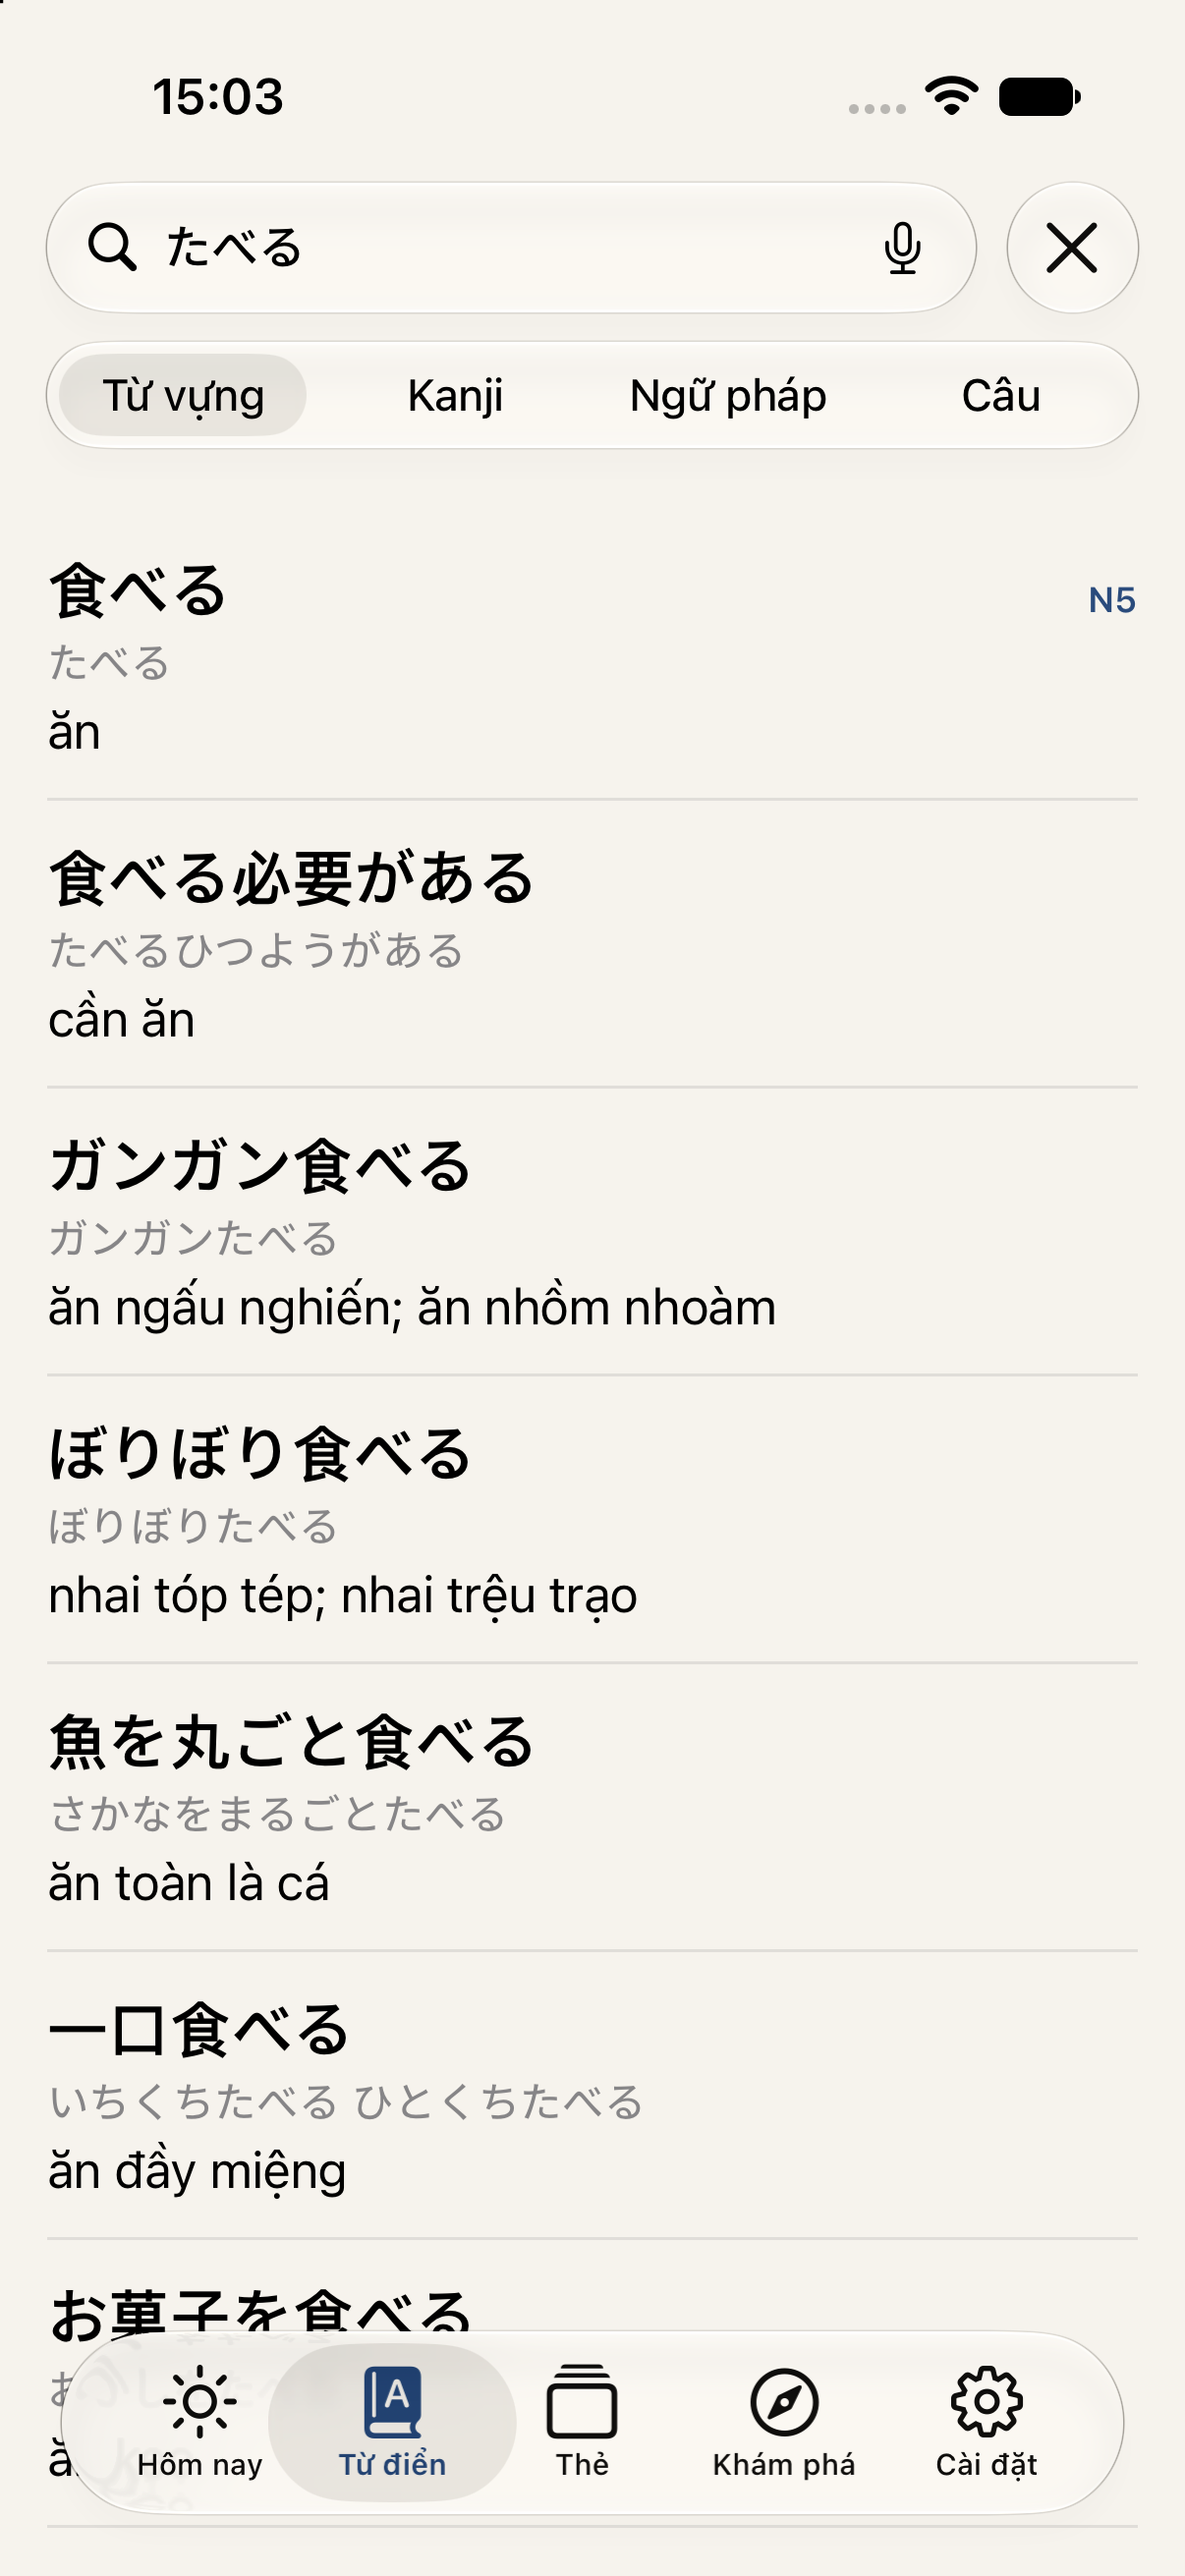 15:03
たべる
Từ vựng
Kanji
Ngữ pháp
Câu
食べる
N5
たべる
ăn
食べる必要がある
たべるひつようがある
cần ăn
ガンガン食べる
ガンガンたべる
ăn ngấu nghiến; ăn nhồm nhoàm
ぼりぼり食べる
ぼりぼりたべる
nhai tóp tép; nhai trệu trạo
魚を丸ごと食べる
さかなをまるごとたべる
ăn toàn là cá
一口食べる
いちくちたべる ひとくちたべる
ăn đầy miệng
お菓子を食べる
Hôm nay
Từ điển
Thẻ
Khám phá
Cài đặt